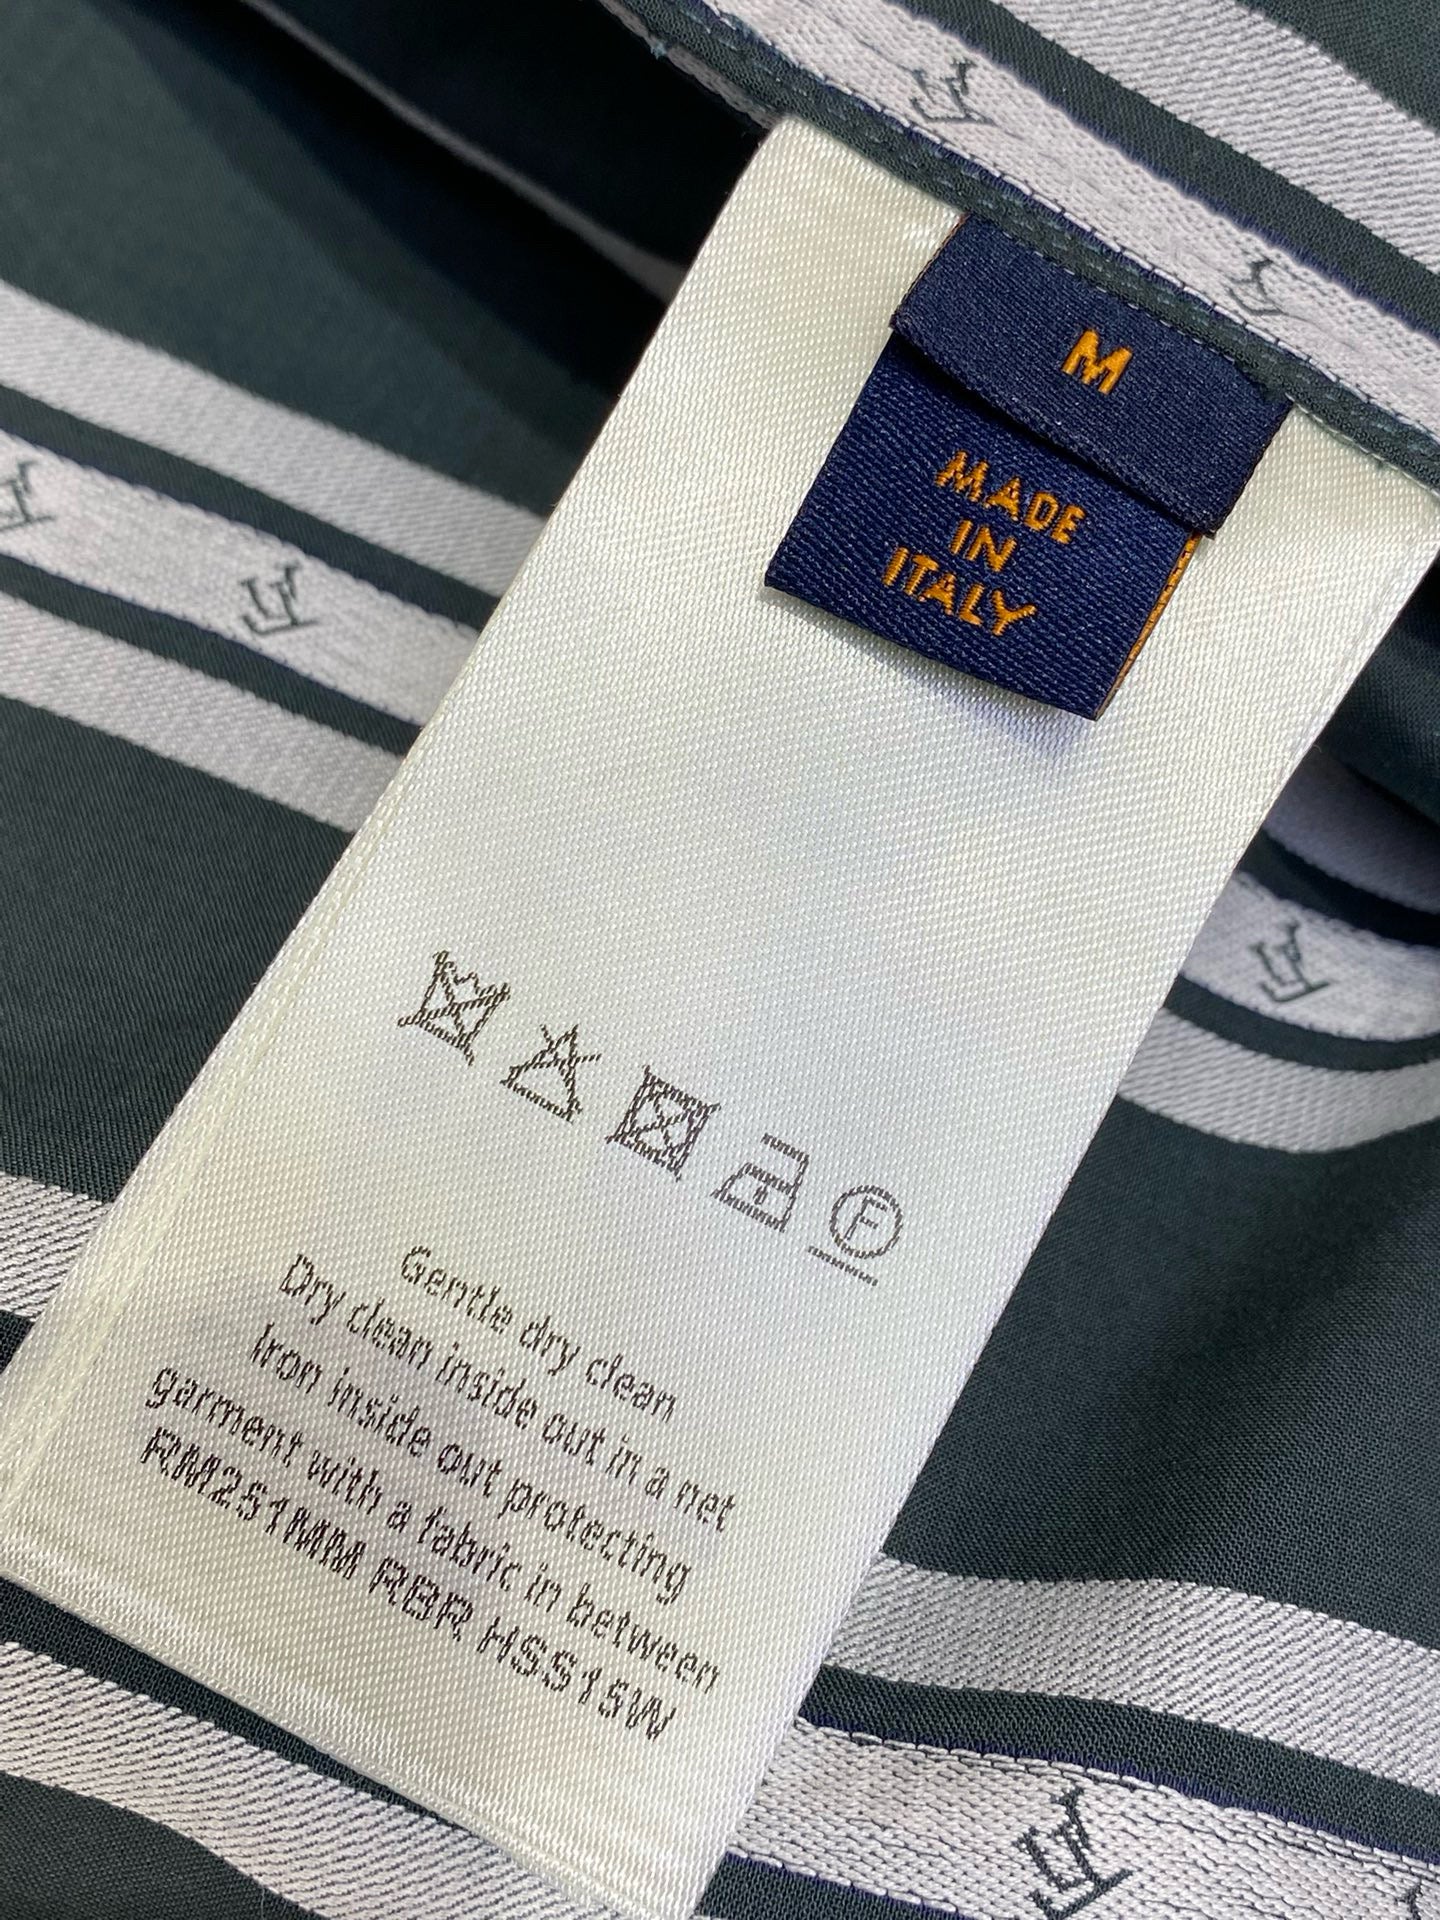 M
MADE
IN
ITALY
F
Gentle dry clean
Dry clean inside out in a net
Iron inside out protecting
garment with a fabric in between
RM251MM RBR HSS15W